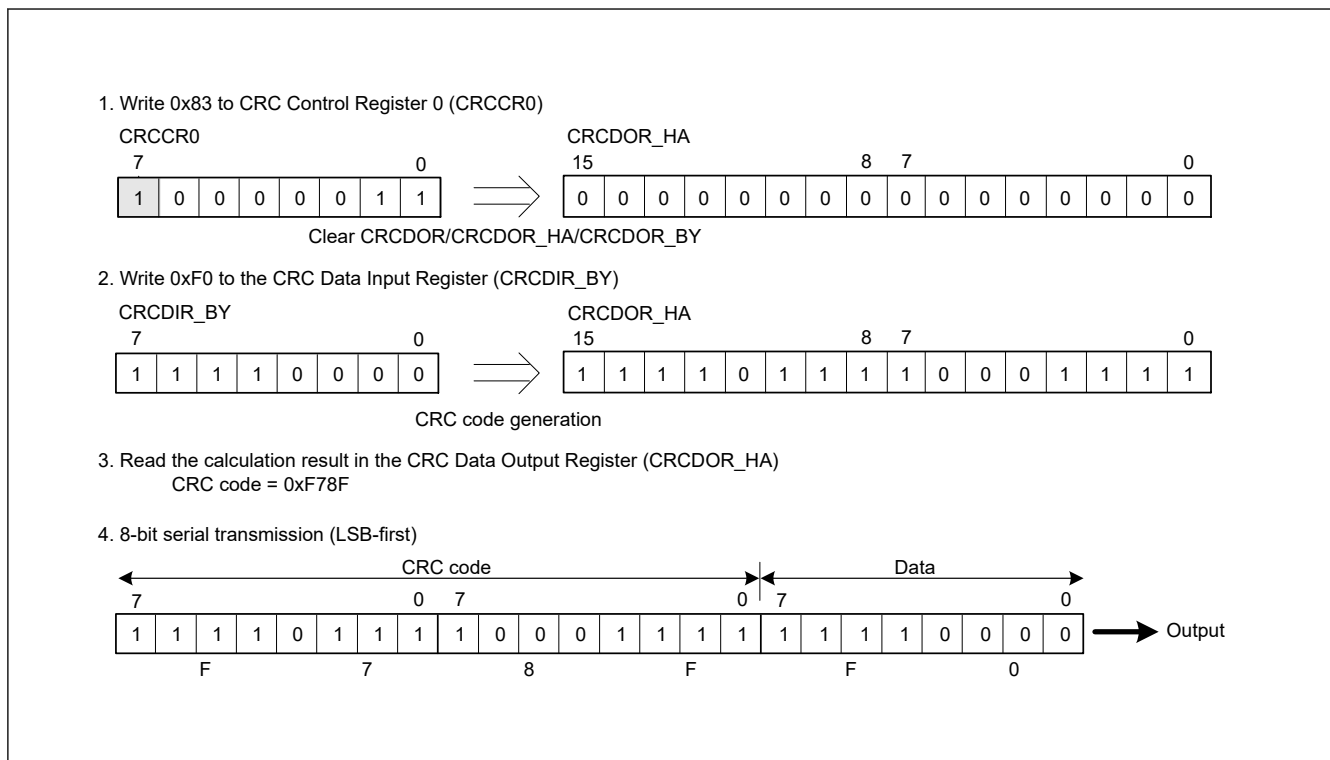 1. Write 0x83 to CRC Control Register 0 (CRCCR0)
CRCCR0 CRCDOR_HA
7 0 15 8 7 0
1 0 0 0 0 0 1 1 0 0 0 0 0 0 0 0 0 0 0 0 0 0 0 0
Clear CRCDOR/CRCDOR_HA/CRCDOR_BY
2. Write 0xF0 to the CRC Data Input Register (CRCDIR_BY)
CRCDIR_BY CRCDOR_HA
7 0 15 8 7 0
1 1 1 1 0 0 0 0 1 1 1 1 0 1 1 1 1 0 0 0 1 1 1 1
CRC code generation
3. Read the calculation result in the CRC Data Output Register (CRCDOR_HA)
CRC code = 0xF78F
4. 8-bit serial transmission (LSB-first)
CRC code Data
7 0 7 0 7 0
1 1 1 1 0 1 1 1 1 0 0 0 1 1 1 1 1 1 1 1 0 0 0 0 Output
F 7 8 F F 0